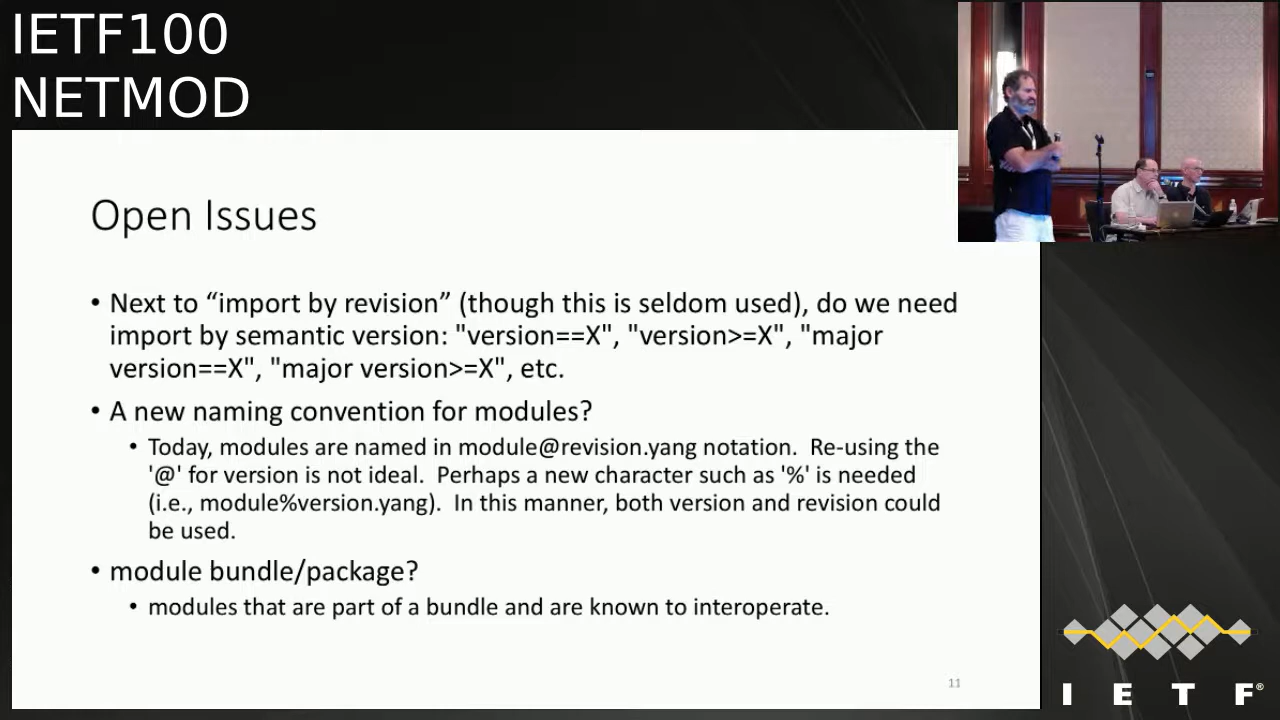 IETF100
NETMOD
Open Issues
• Next to “import by revision” (though this is seldom used), do we need
import by semantic version: "version==X", "version>=X", "major
version==X", "major version>=X", etc.
• A new naming convention for modules?
• Today, modules are named in module@revision.yang notation.  Re-using the
'@' for version is not ideal.  Perhaps a new character such as '%' is needed
(i.e., module%version.yang).  In this manner, both version and revision could
be used.
• module bundle/package?
• modules that are part of a bundle and are known to interoperate.
11
I E T F®